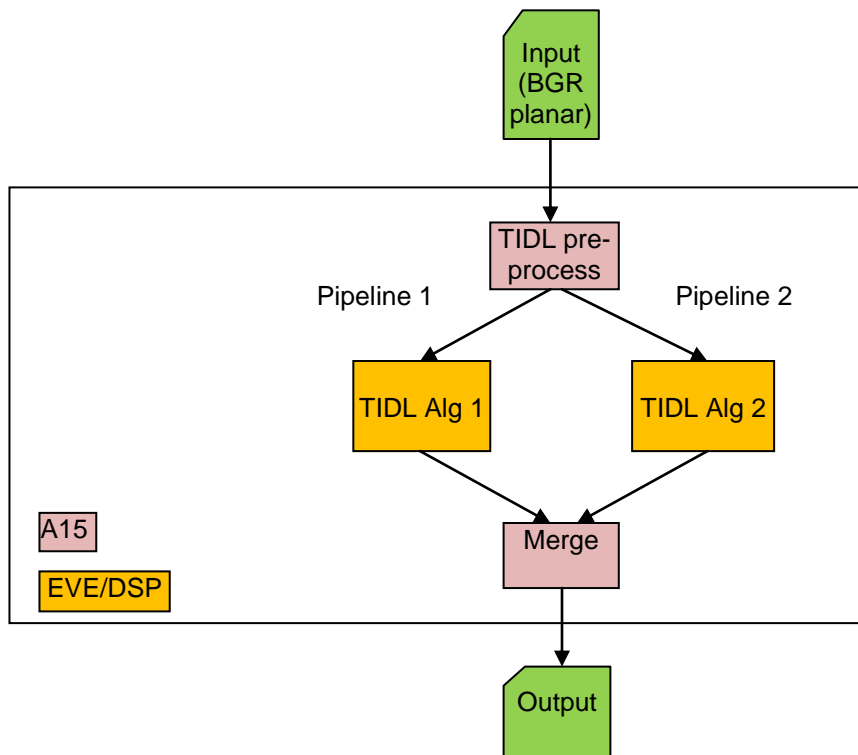 Input
(BGR
planar)
TIDL pre-
process
Pipeline 1
Pipeline 2
TIDL Alg 1
TIDL Alg 2
A15
Merge
EVE/DSP
Output